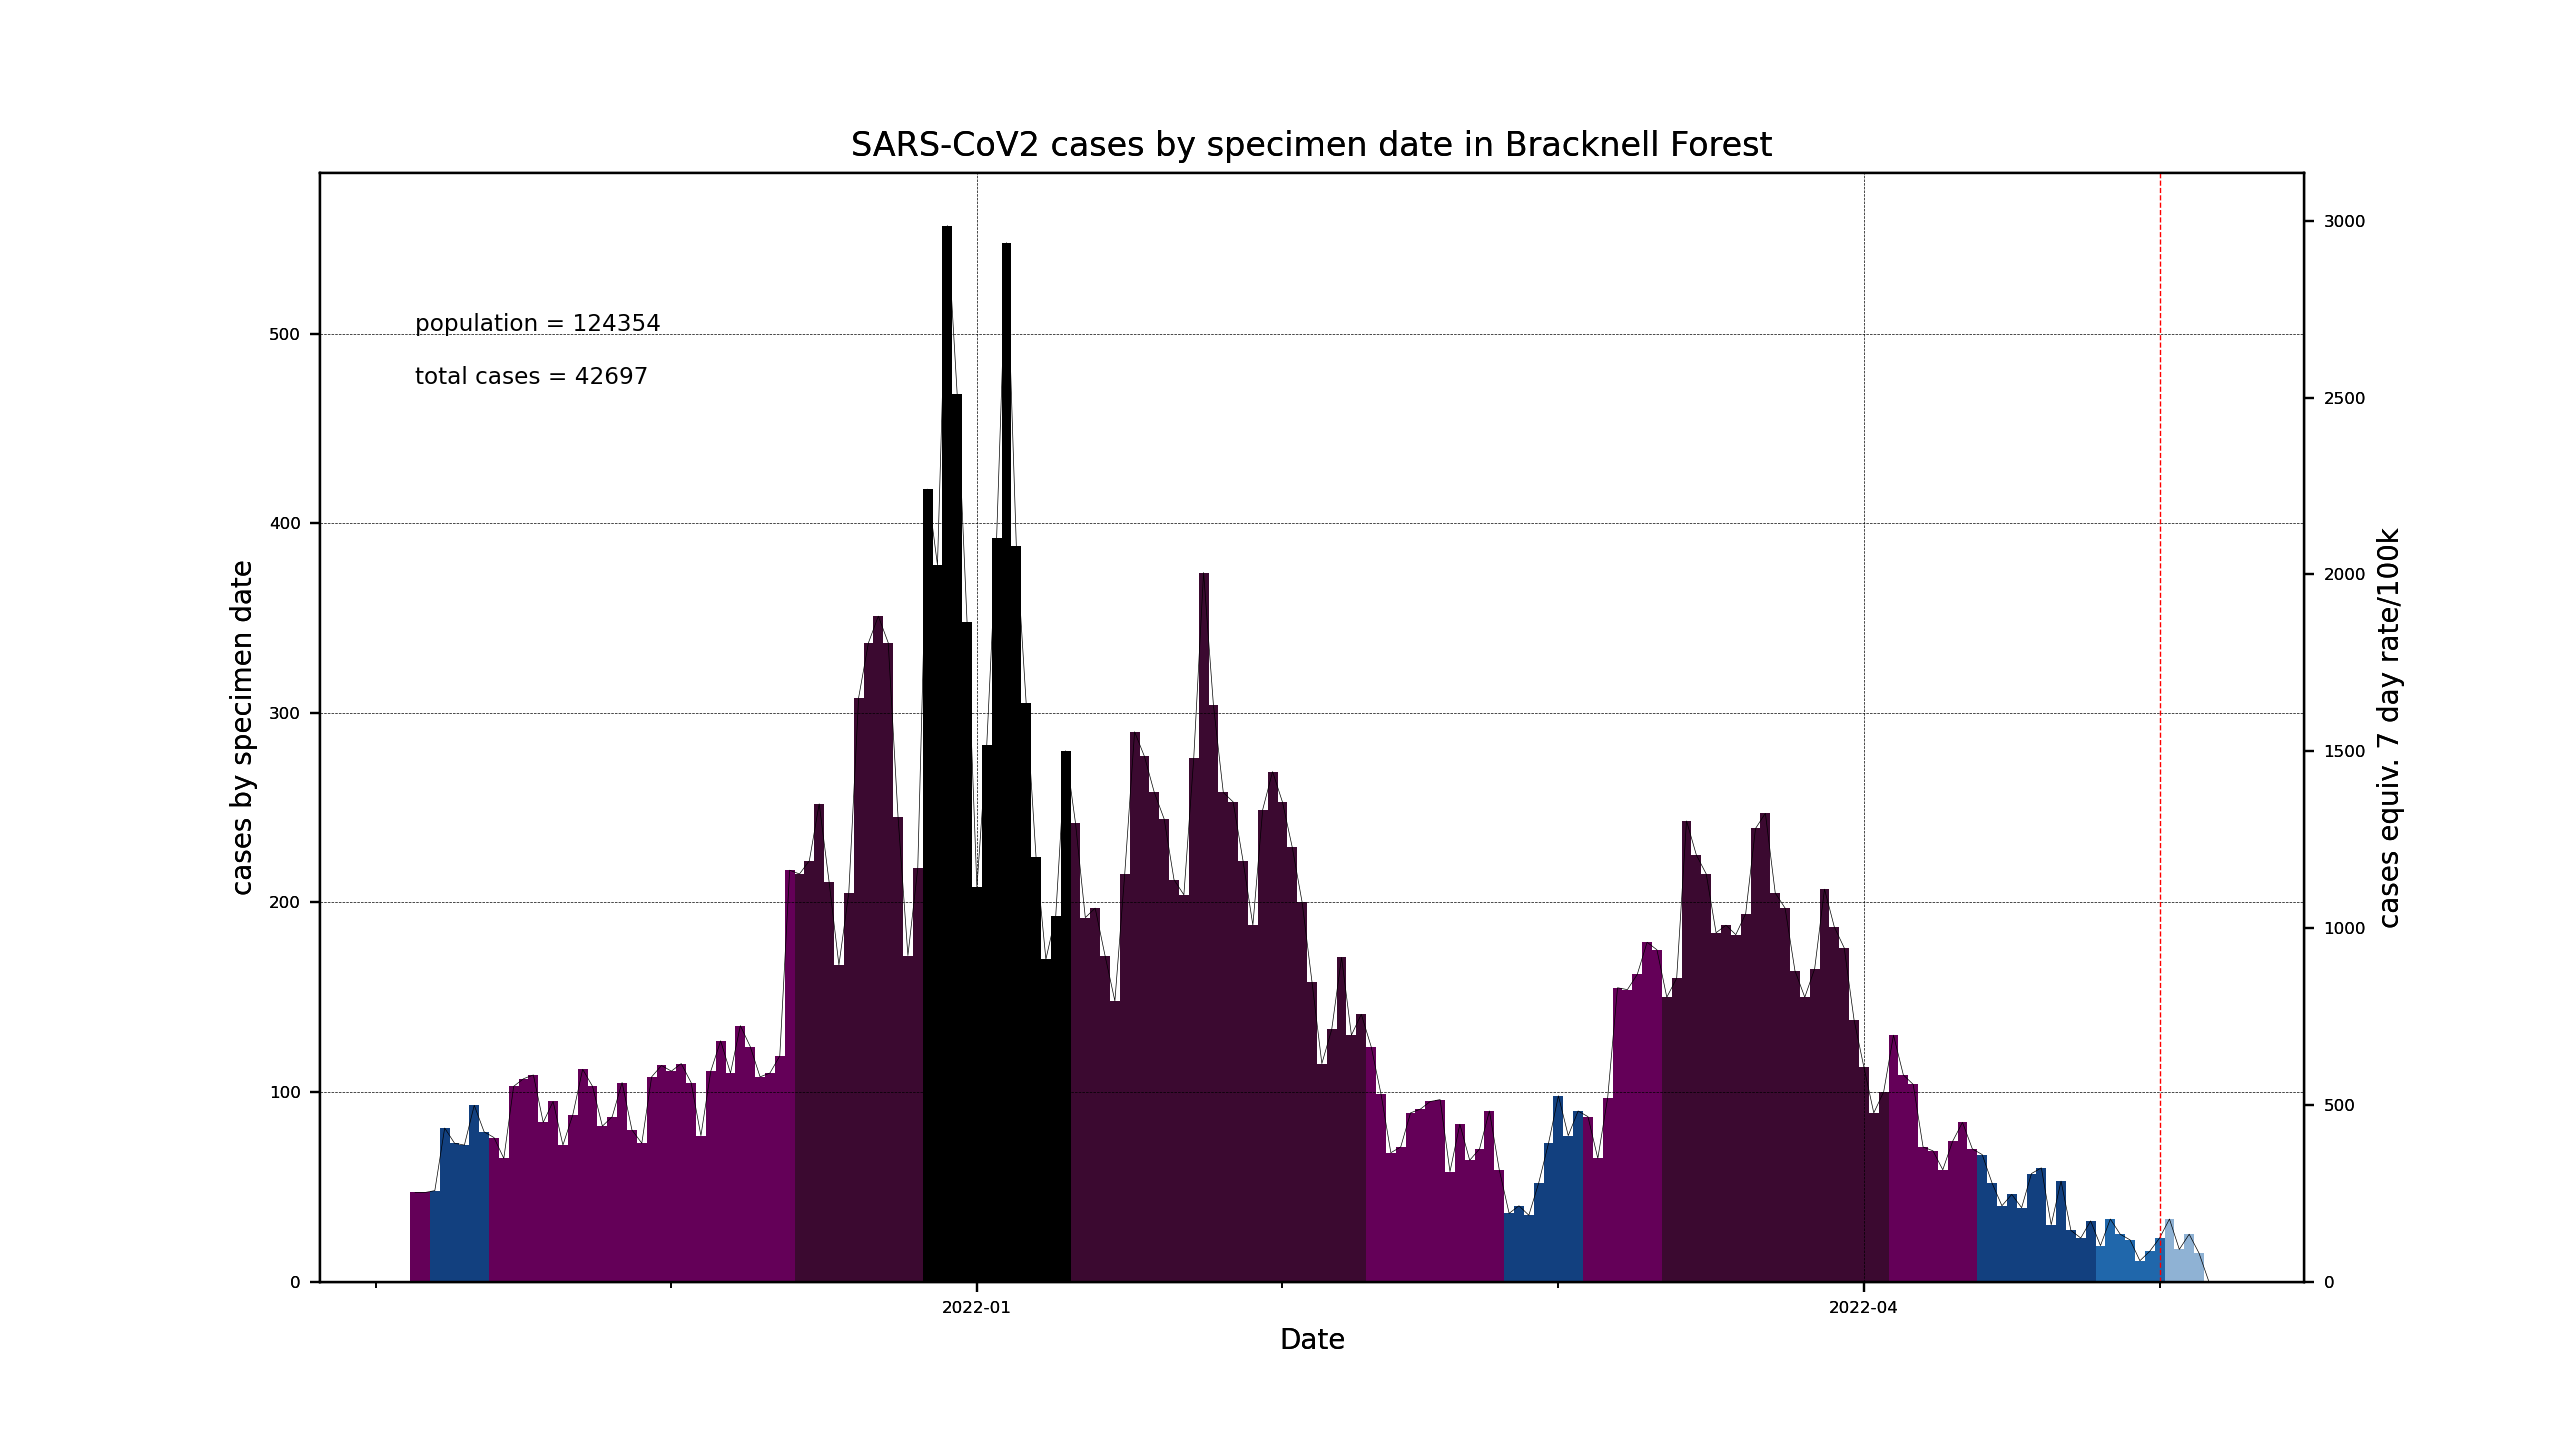 SARS-CoV2 cases by specimen date in Bracknell Forest
population = 124354
total cases = 42697
cases by specimen date
500
400
300
200
100
0
3000
2500
2000
1500
1000
500
0
cases equiv. 7 day rate/100k
2022-01
2022-04
Date